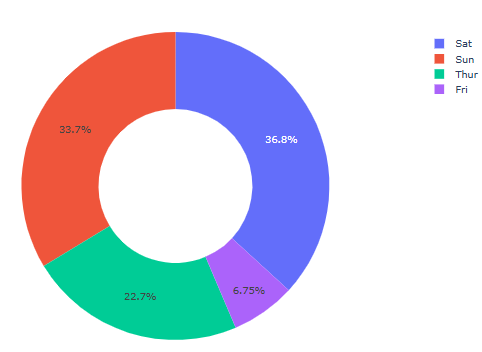 Sat
Sun
Thur
Fri
33.7%
36.8%
22.7%
6.75%